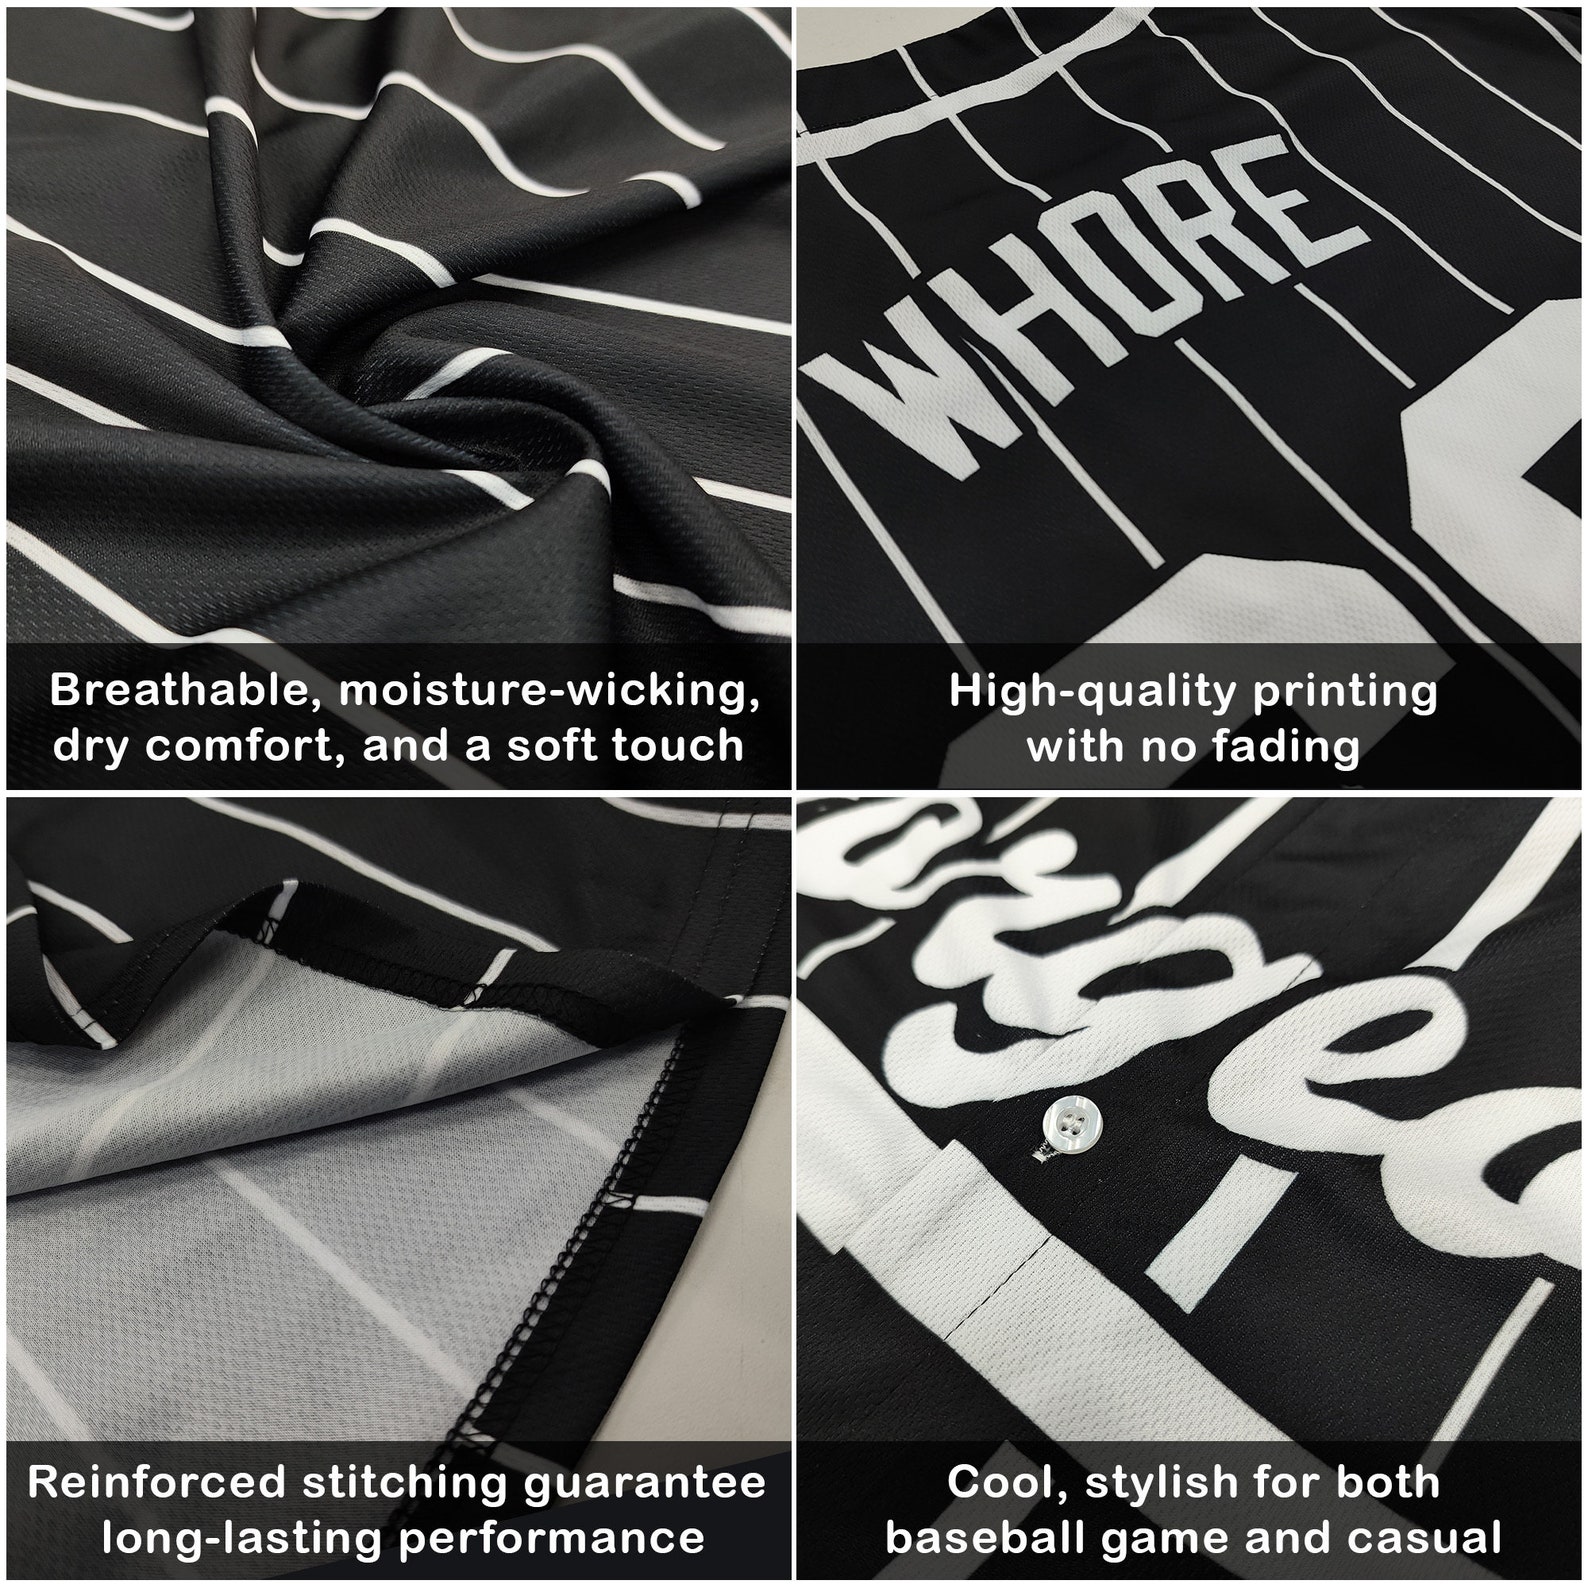 Breathable, moisture-wicking,
dry comfort, and a soft touch
WHORE
High-quality printing
with no fading
Reinforced stitching guarantee
long-lasting performance
Cool, stylish for both
baseball game and casual